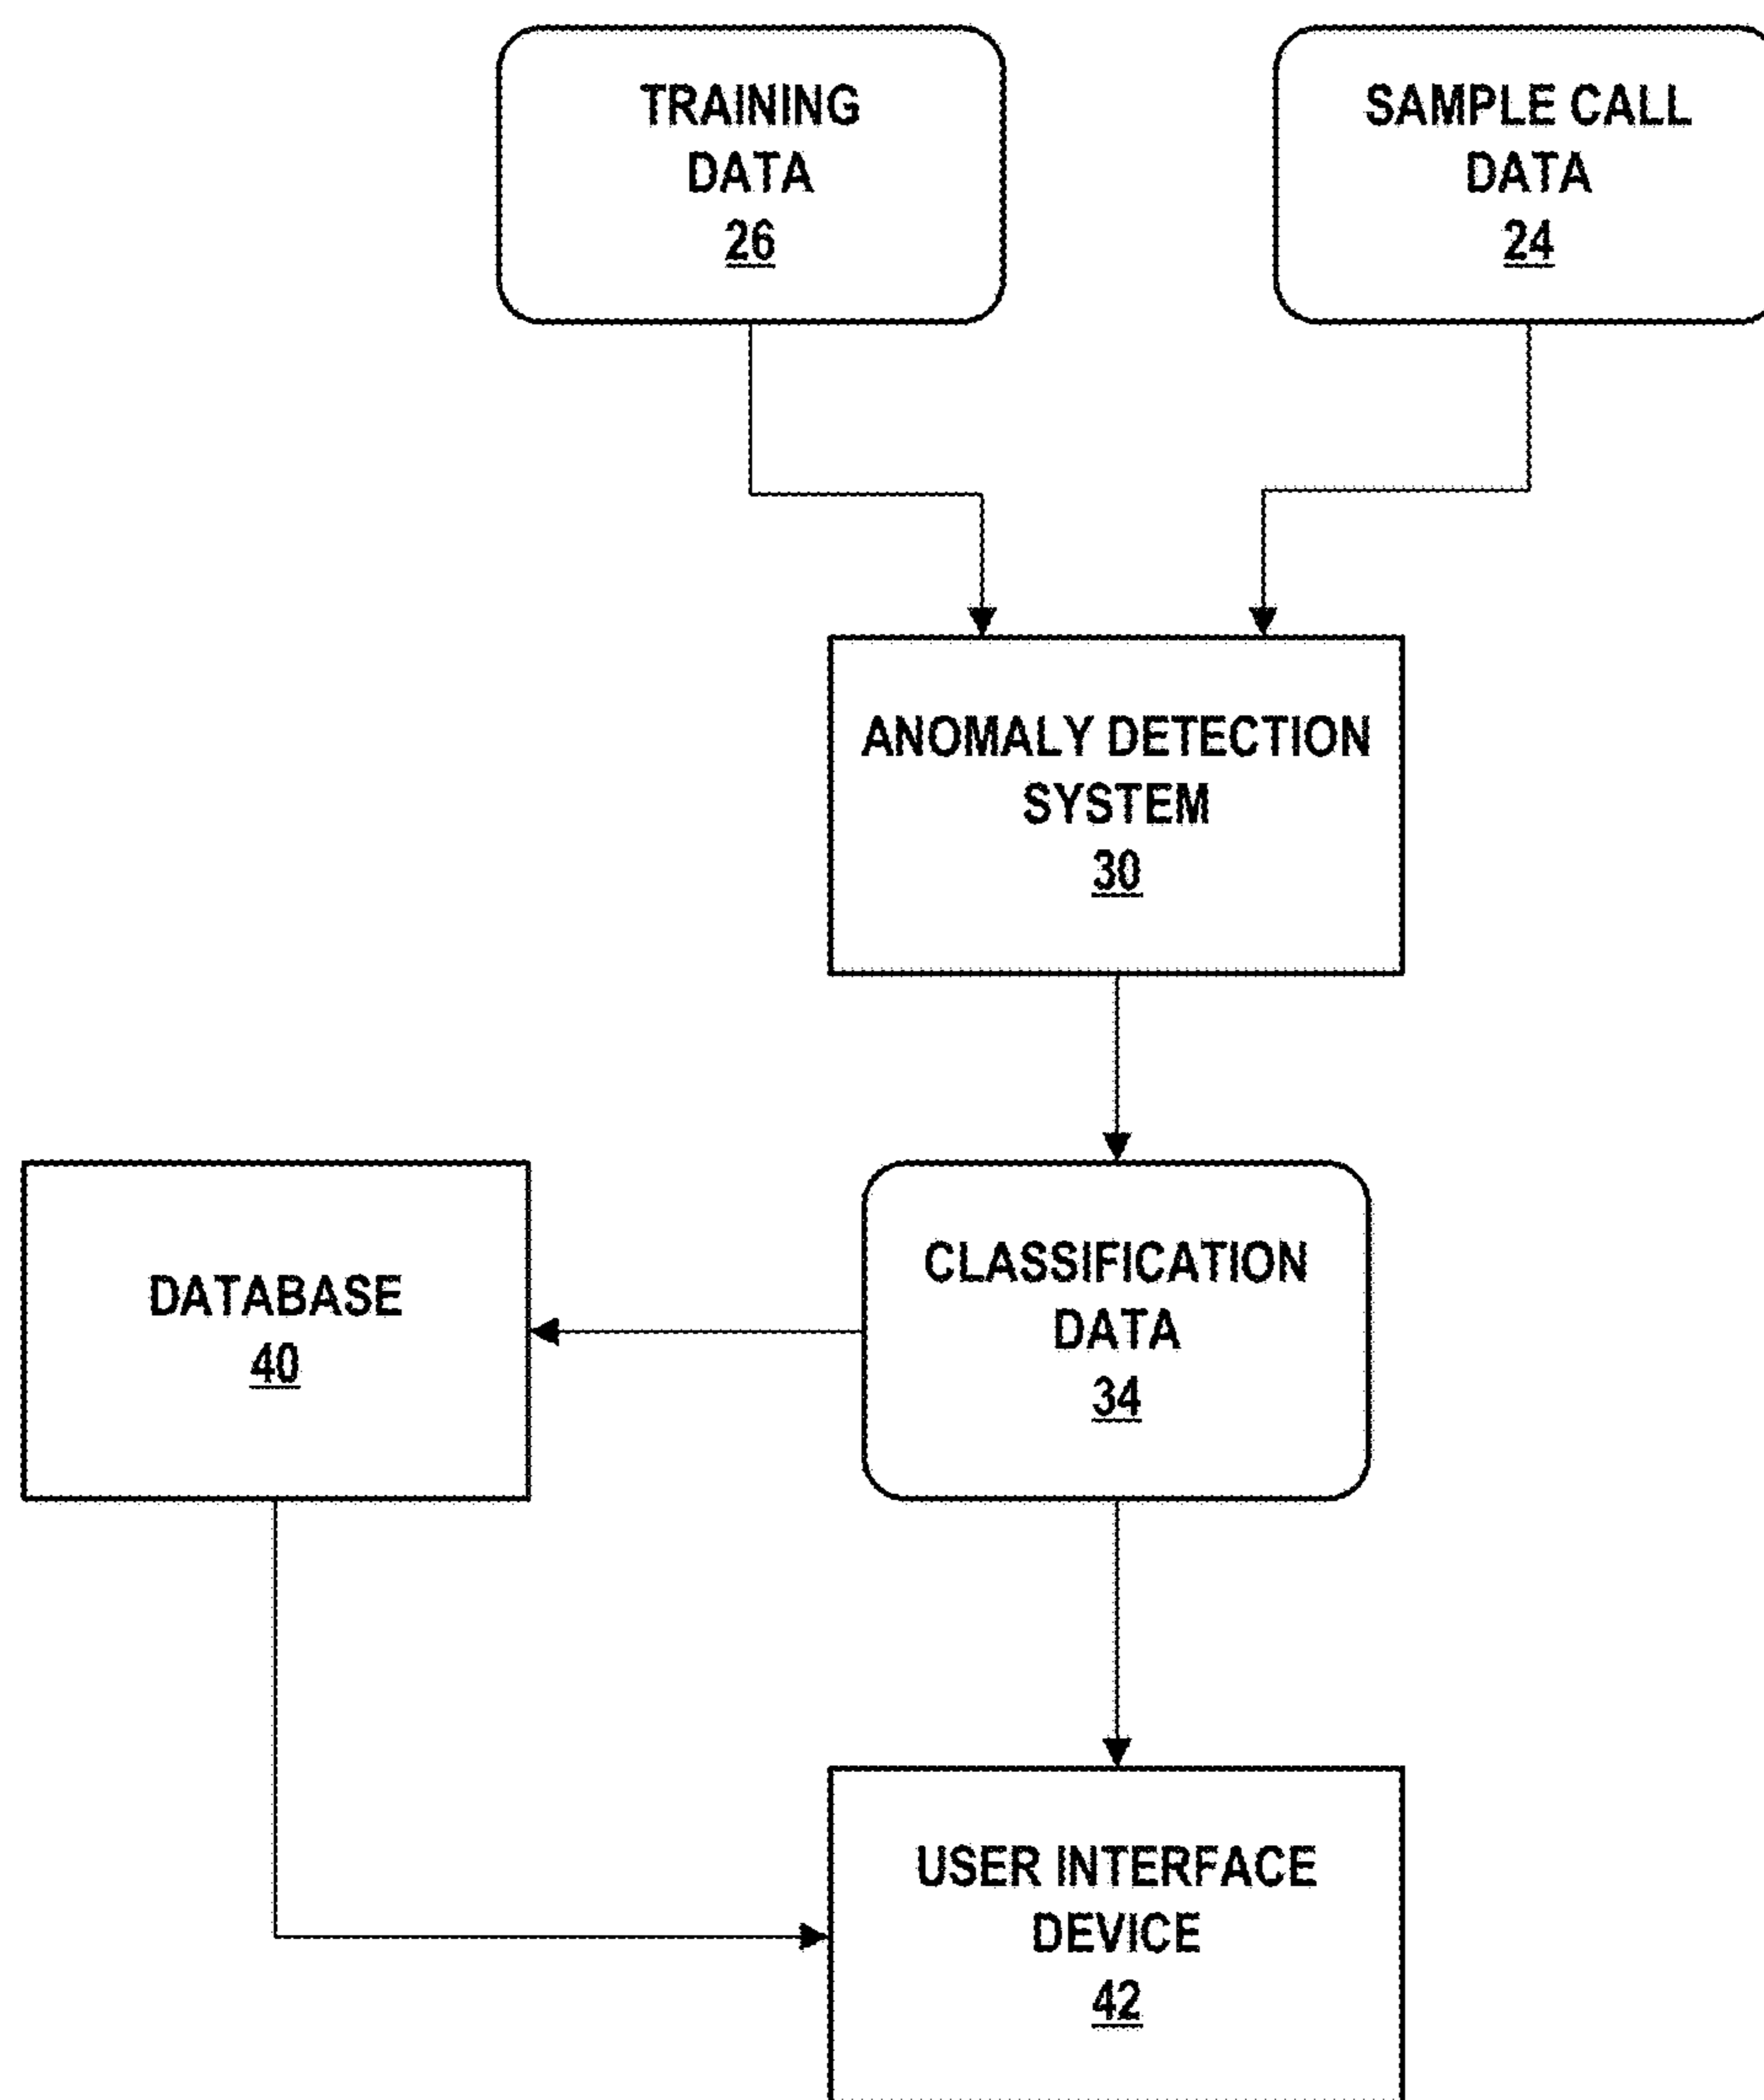 TRAINING
DATA
26
SAMPLE CALL
DATA
24
ANOMALY DETECTION
SYSTEM
30
DATABASE
40
CLASSIFICATION
DATA
34
USER INTERFACE
DEVICE
42